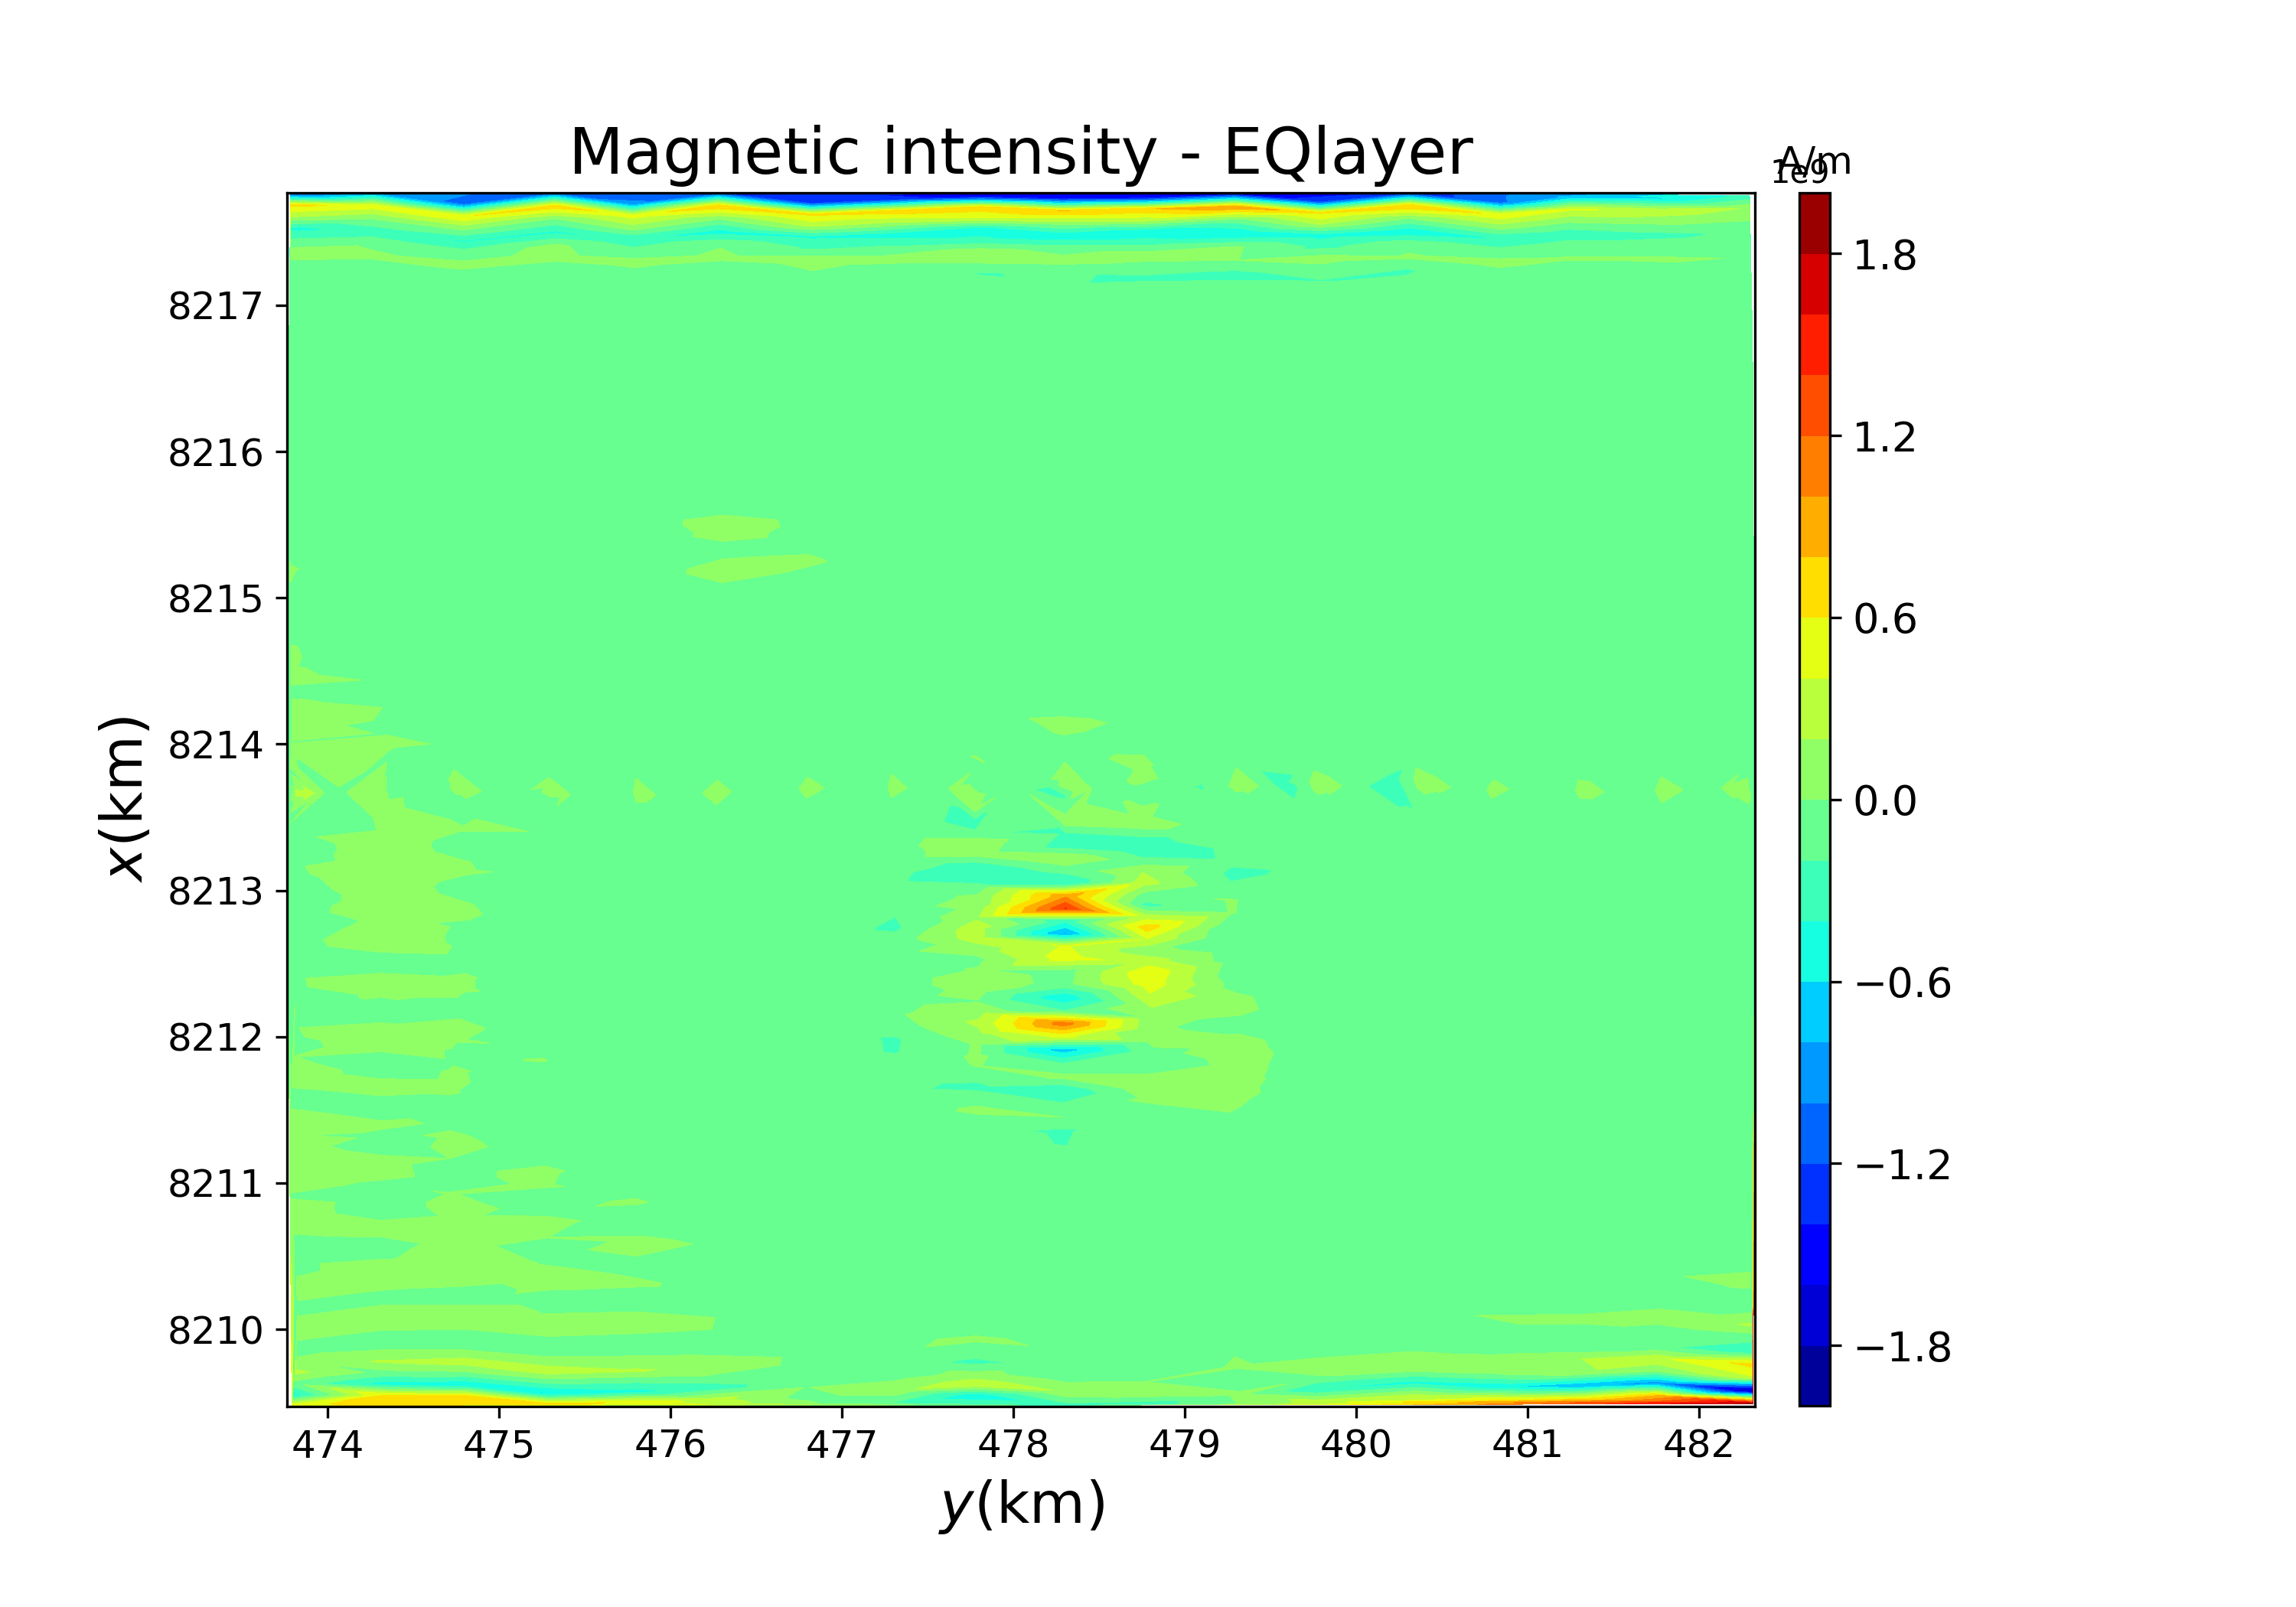 Magnetic intensity - EQlayer
A/m
1e9
1.8
1.2
0.6
0.0
−0.6
−1.2
−1.8
8217
8216
8215
8214
8213
8212
8211
8210
x(km)
474 475 476 477 478 479 480 481 482
y(km)